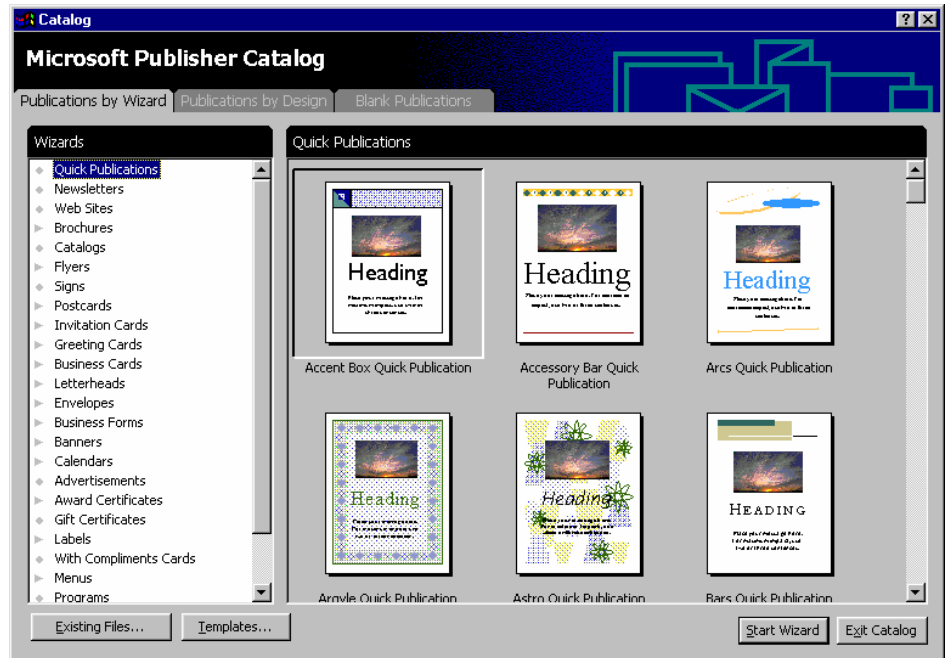 Catalog
Microsoft Publisher Catalog
Publications by Wizard
Publications by Design
Blank Publications
Wizards
Quick Publications
Newsletters
Web Sites
Brochures
Catalogs
Flyers
Signs
Postcards
Invitation Cards
Greeting Cards
Business Cards
Letterheads
Envelopes
Business Forms
Banners
Calendars
Advertisements
Award Certificates
Gift Certificates
Labels
With Compliments Cards
Menus
Programs
Quick Publications
Heading
Accent Box Quick Publication
Heading
Accessory Bar Quick
Publication
Heading
Arcs Quick Publication
Heading
Argyle Quick Publication
Heading
Astro Quick Publication
HEADING
Bars Quick Publication
Existing Files...
Templates...
Start Wizard
Exit Catalog